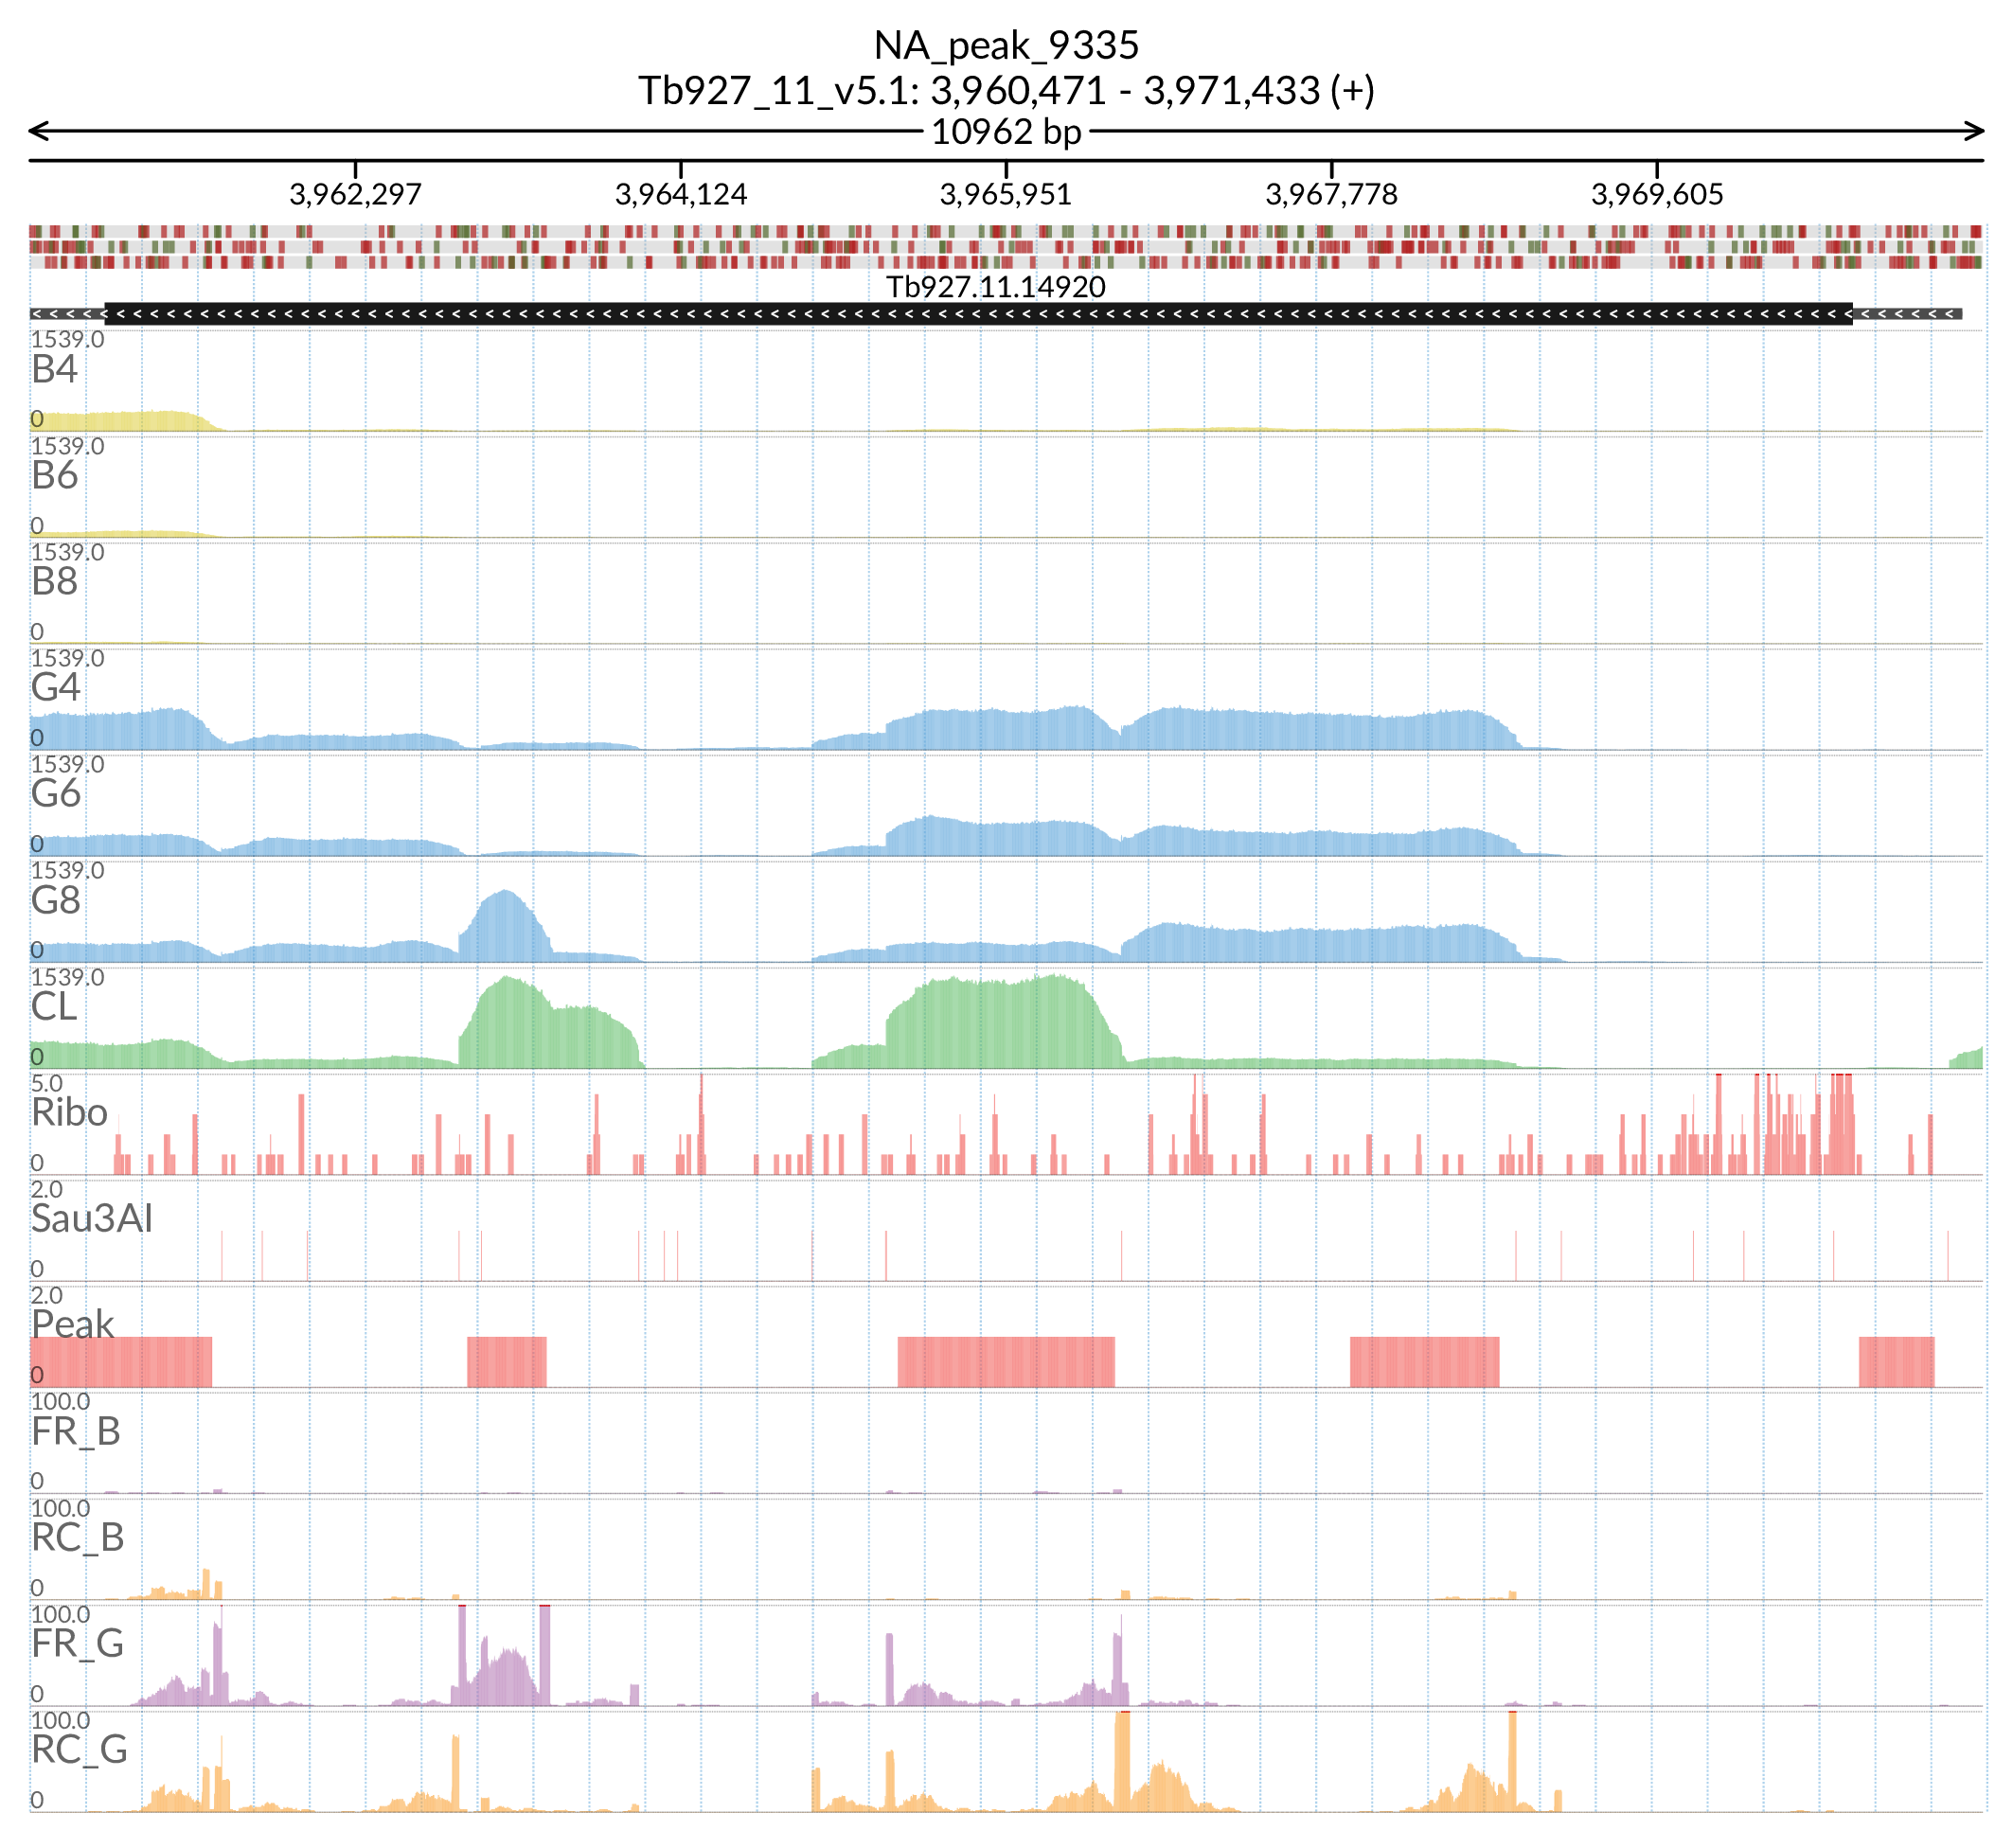 NA_peak_9335
Tb927_11_v5.1: 3,960,471 - 3,971,433 (+)
10962 bp
3,962,297 3,964,124 3,965,951 3,967,778 3,969,605
Tb927.11.14920
1539.0
B4
0
1539.0
B6
0
1539.0
B8
0
1539.0
G4
0
1539.0
G6
0
1539.0
G8
0
1539.0
CL
0
5.0
Ribo
0
2.0
Sau3AI
0
2.0
Peak
0
100.0
FR_B
0
100.0
RC_B
0
100.0
FR_G
0
100.0
RC_G
0